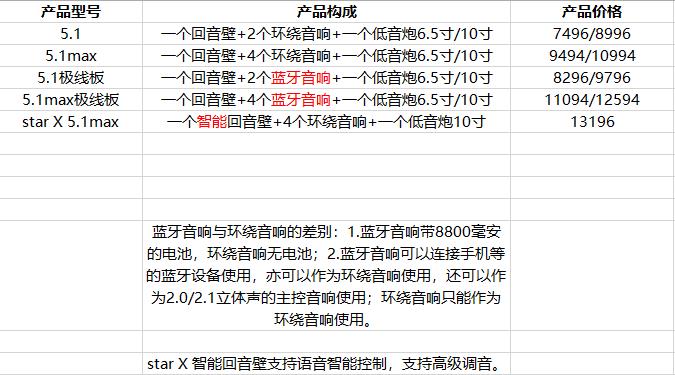 产品型号 产品构成 产品价格
5.1 一个回音壁+2个环绕音响+一个低音炮6.5寸/10寸 7496/8996
5.1max 一个回音壁+4个环绕音响+一个低音炮6.5寸/10寸 9494/10994
5.1极线板 一个回音壁+2个蓝牙音响+一个低音炮6.5寸/10寸 8296/9796
5.1max极线板 一个回音壁+4个蓝牙音响+一个低音炮6.5寸/10寸 11094/12594
star X 5.1max 一个智能回音壁+4个环绕音响+一个低音炮10寸 13196
蓝牙音响与环绕音响的差别：1.蓝牙音响带8800毫安
的电池，环绕音响无电池；2.蓝牙音响可以连接手机等
的蓝牙设备使用，亦可以作为环绕音响使用，还可以作
为2.0/2.1立体声的主控音响使用；环绕音响只能作为
环绕音响使用。
star X 智能回音壁支持语音智能控制，支持高级调音。